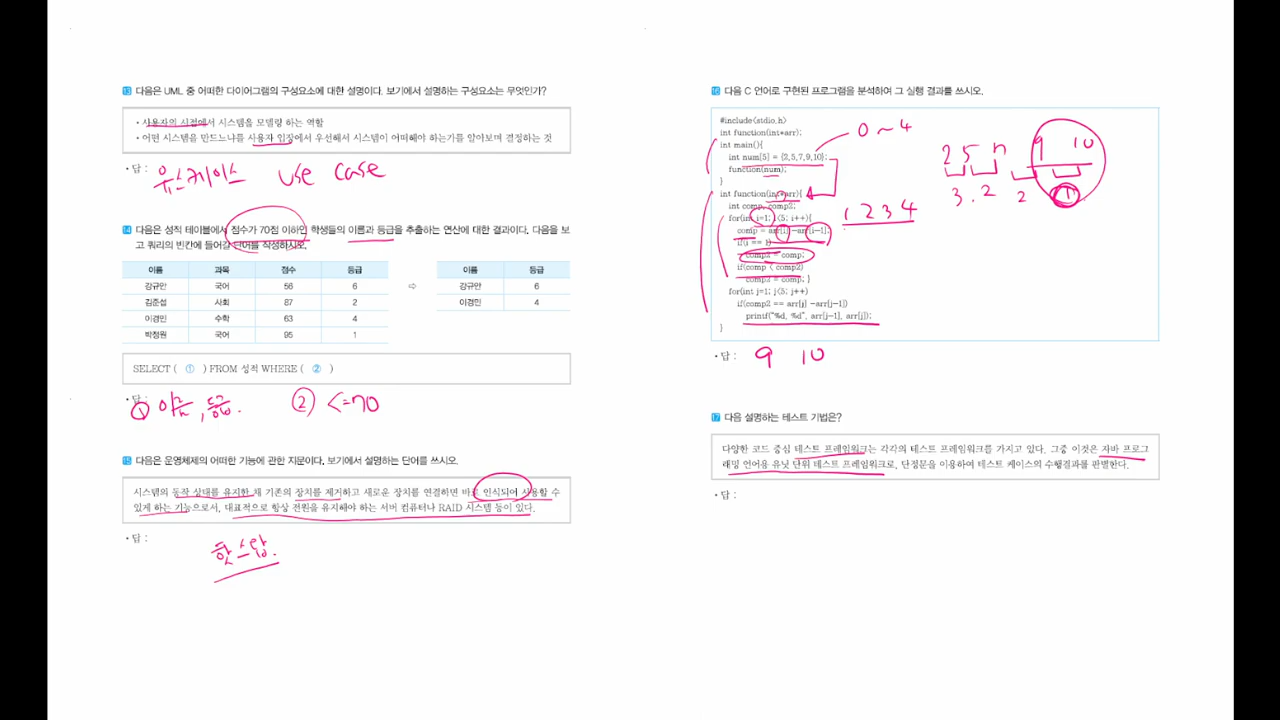 13 다음은 UML 중 어떠한 다이어그램의 구성요소에 대한 설명이다. 보기에서 설명하는 구성요소는 무엇인가?
• 사용자의 시점에서 시스템을 모델링 하는 역할
• 어떤 시스템을 만드느냐를 사용자 입장에서 우선해서 시스템이 어떠해야 하는가를 알아보며 결정하는 것
• 답 : 유스케이스 use case
14 다음은 성적 테이블에서 점수가 70점 이하인 학생들의 이름과 등급을 추출하는 연산에 대한 결과이다. 다음을 보
고 쿼리의 빈칸에 들어갈 단어를 작성하시오.
이름 과목 점수 등급
강규안 국어 56 6
김준섭 사회 87 2
이경민 수학 63 4
박정원 국어 95 1
⇨
이름 등급
강규안 6
이경민 4
SELECT ( ① ) FROM 성적 WHERE ( ② )
• 답 :
① 이름, 등급. ② <=70
15 다음은 운영체제의 어떠한 기능에 관한 지문이다. 보기에서 설명하는 단어를 쓰시오.
시스템의 동작 상태를 유지한 채 기존의 장치를 제거하고 새로운 장치를 연결하면 바로 인식되어 사용할 수
있게 하는 기능으로서, 대표적으로 항상 전원을 유지해야 하는 서버 컴퓨터나 RAID 시스템 등이 있다.
• 답 :
핫스왑.
16 다음 C 언어로 구현된 프로그램을 분석하여 그 실행 결과를 쓰시오.
#include<stdio.h>
int function(int*arr);
int main(){
int num[5] = {2,5,7,9,10};
function(num);
}
int function(int*arr){
int comp, comp2;
for(int i=1; i<5; i++){
comp = arr[i] -arr[i-1];
if(i == 1)
comp2 = comp;
if(comp < comp2)
comp2 = comp; }
for(int j=1; j<5; j++)
if(comp2 == arr[j] -arr[j-1])
printf("%d, %d", arr[j-1], arr[j]);
}
0 ~ 4
1 2 3 4
2 5 7 9 10
3. 2 2 1
• 답 : 9 10
17 다음 설명하는 테스트 기법은?
다양한 코드 중심 테스트 프레임워크는 각각의 테스트 프레임워크를 가지고 있다. 그중 이것은 자바 프로그
래밍 언어용 유닛 단위 테스트 프레임워크로, 단정문을 이용하여 테스트 케이스의 수행결과를 판별한다.
• 답 :